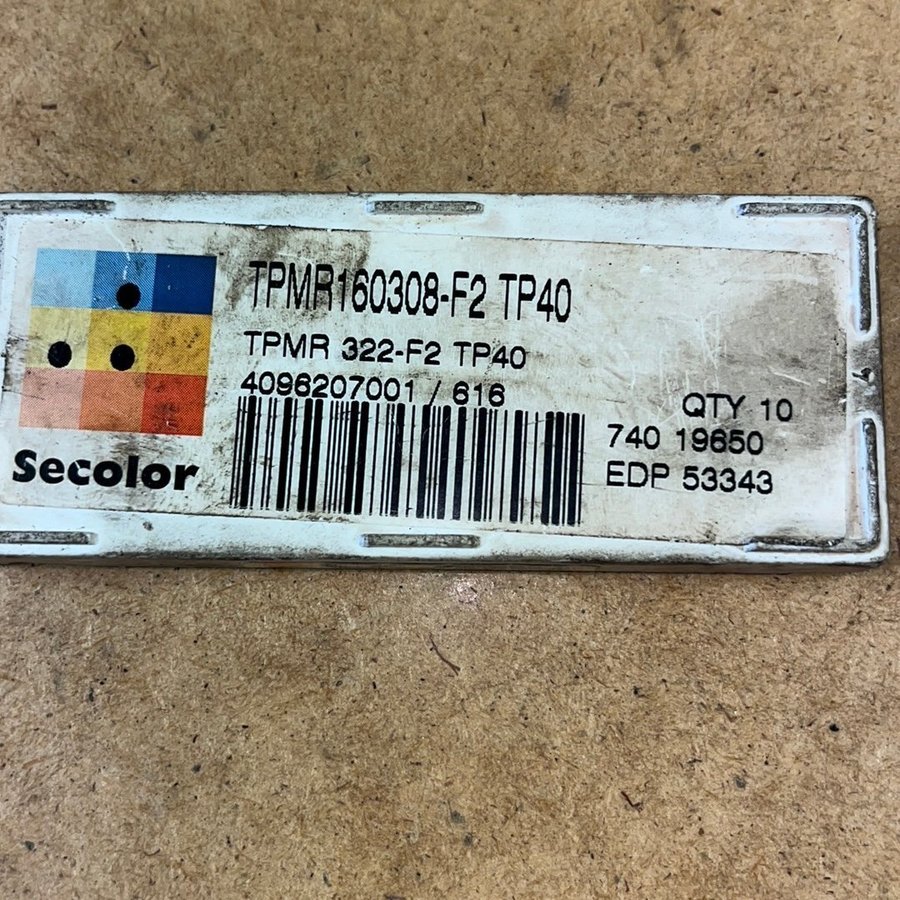 TPMR160308-F2 TP40
TPMR 322-F2 TP40
4096207001 / 616
QTY 10
740 19650
EDP 53343
Secolor